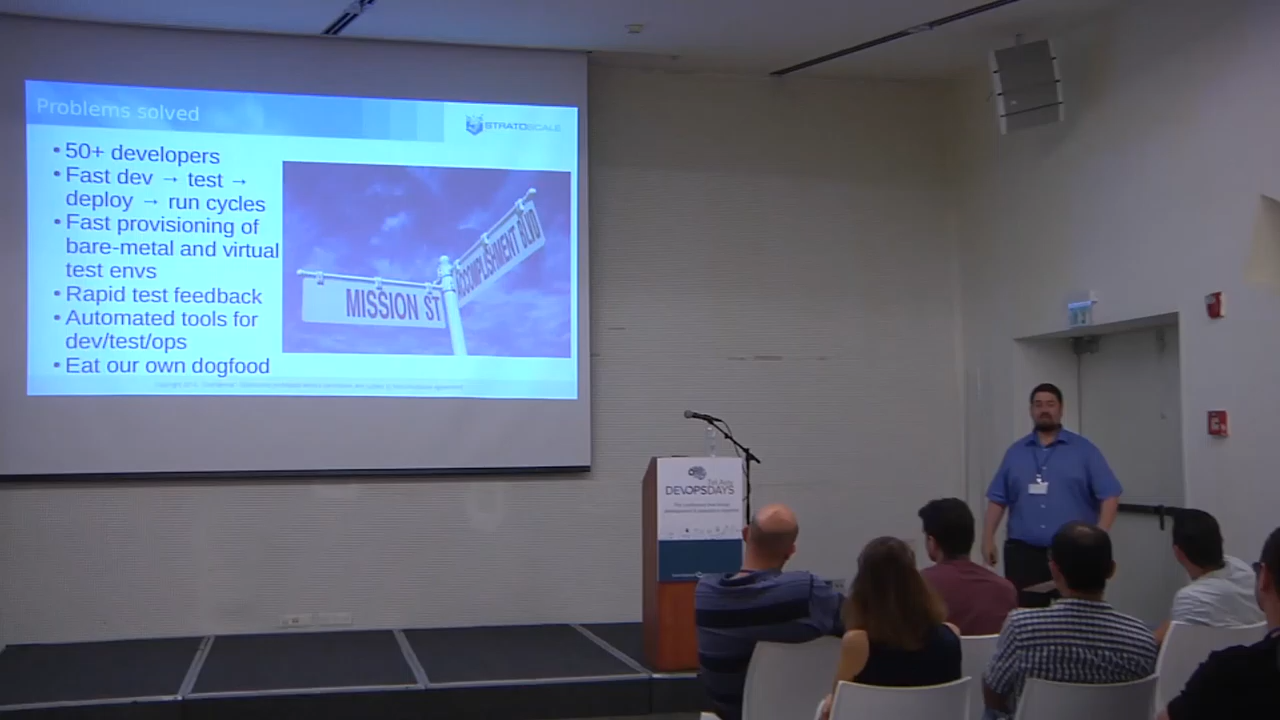 Problems solved
STRATOSCALE
• 50+ developers
• Fast dev → test →
deploy → run cycles
• Fast provisioning of
bare-metal and virtual
test envs
• Rapid test feedback
• Automated tools for
dev/test/ops
• Eat our own dogfood
MISSION ST
ACCOMPLISHMENT BLVD
Tel Aviv
DEVOPSDAYS